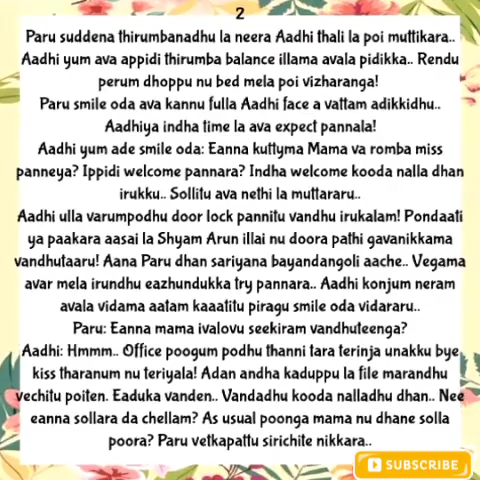 2
Paru suddena thirumbanadhu la neera Aadhi thali la poi muttikara..
Aadhi yum ava appidi thirumba balance illama avala pidikka.. Rendu
perum dhoppu nu bed mela poi vizharanga!
Paru smile oda ava kannu fulla Aadhi face a vattam adikkidhu..
Aadhiya indha time la ava expect pannala!
Aadhi yum ade smile oda: Eanna kuttyma Mama va romba miss
panneya? Ippidi welcome pannara? Indha welcome kooda nalla dhan
irukku.. Sollitu ava nethi la muttararu..
Aadhi ulla varumpodhu door lock pannitu vandhu irukalam! Pondaati
ya paakara aasai la Shyam Arun illai nu doora pathi gavanikkama
vandhutaaru! Aana Paru dhan sariyana bayandangoli aache.. Vegama
avar mela irundhu eazhundukka try pannara.. Aadhi konjum neram
avala vidama aatam kaaatitu piragu smile oda vidararu..
Paru: Eanna mama ivalovu seekiram vandhuteenga?
Aadhi: Hmmm.. Office poogum podhu thanni tara terinja unakku bye
kiss tharanum nu teriyala! Adan andha kaduppu la file marandhu
vechitu poiten. Eaduka vanden.. Vandadhu kooda nalladhu dhan.. Nee
eanna sollara da chellam? As usual poonga mama nu dhane solla
poora? Paru vetkapattu sirichite nikkara..
SUBSCRIBE